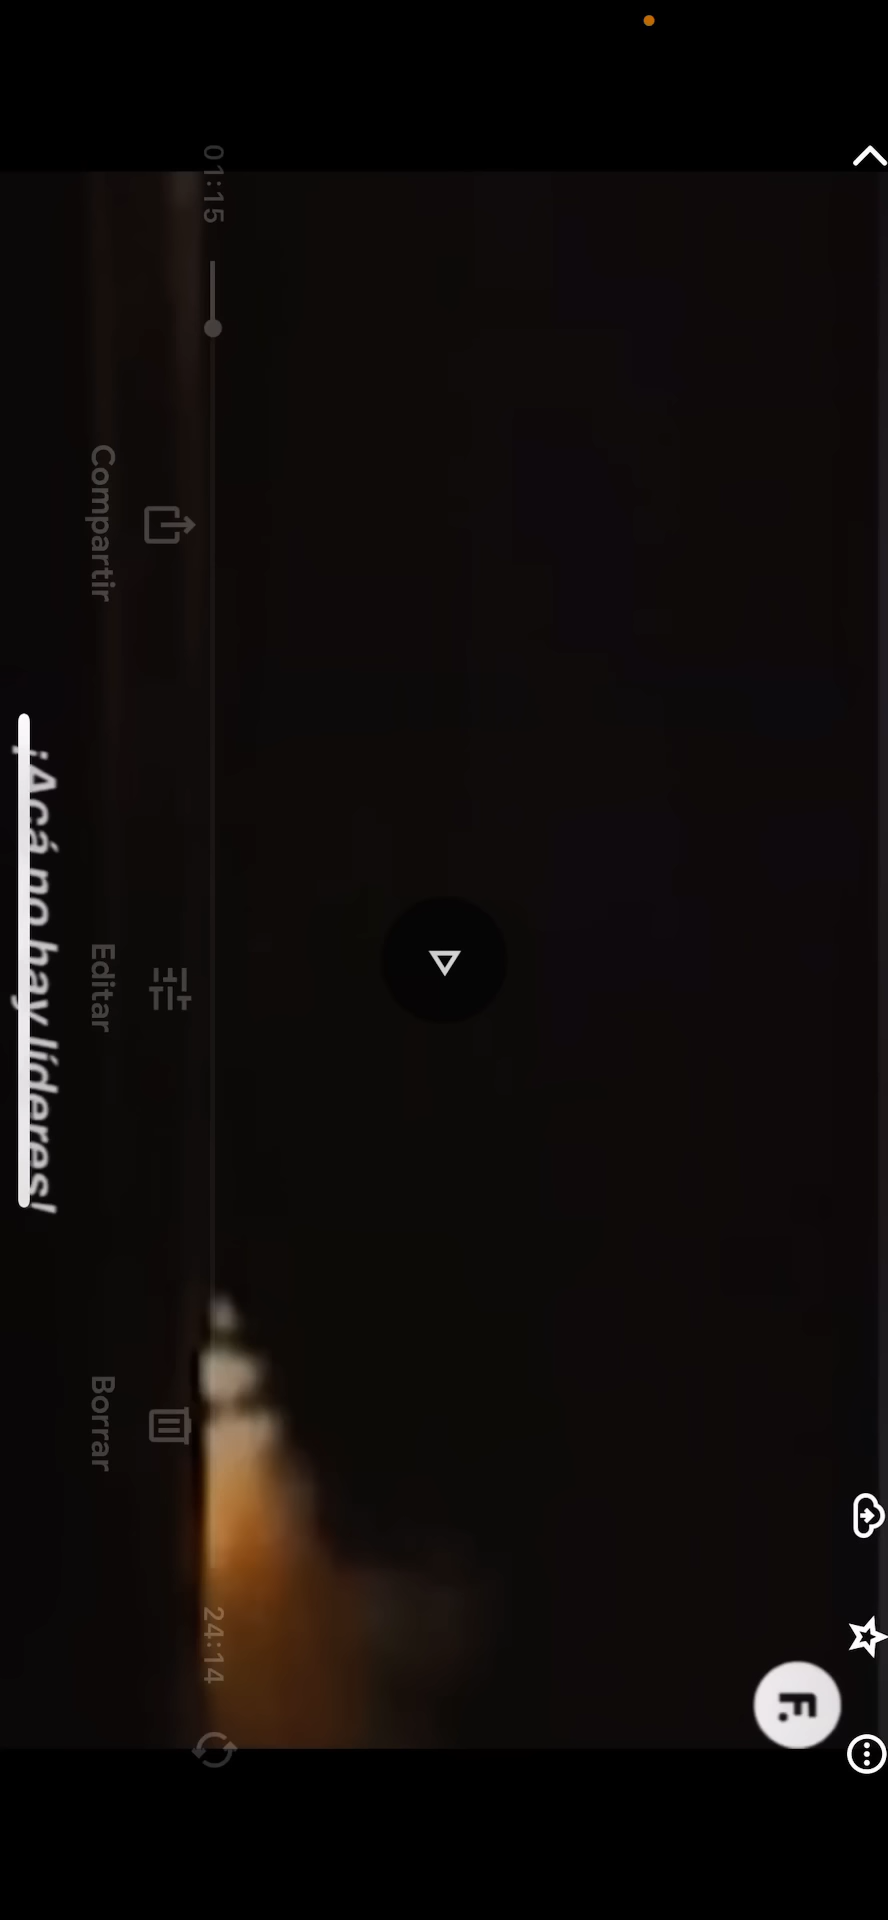 F.
01:15
24:14
Compartir
Editar
Borrar
¡Acá no hay líderes!